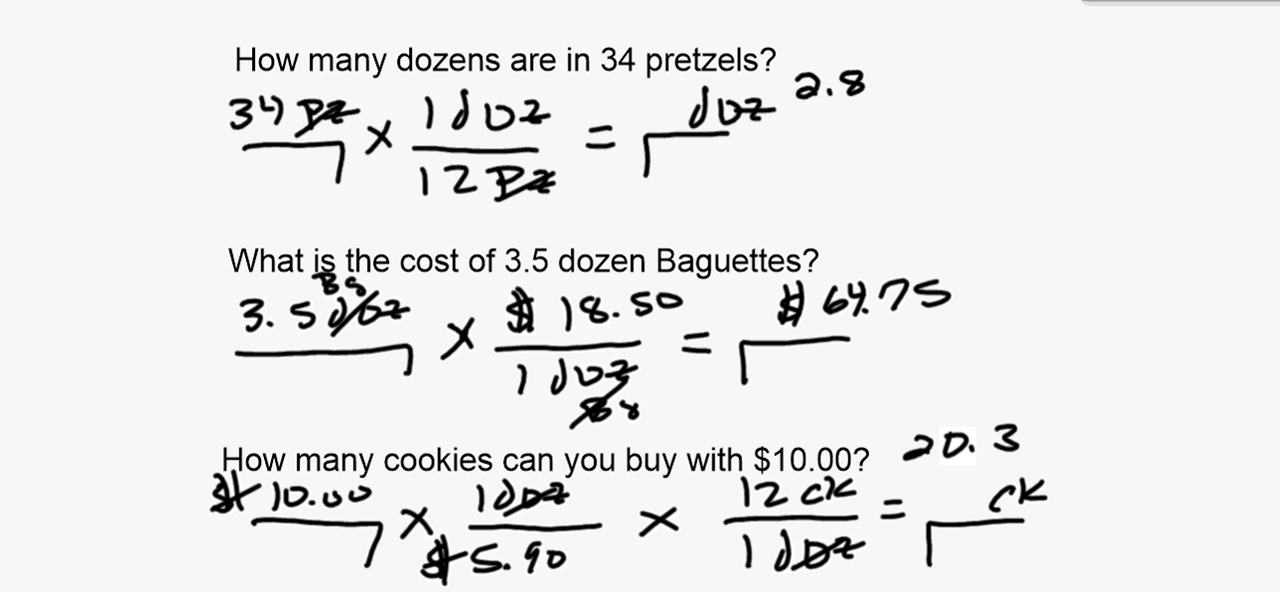 How many dozens are in 34 pretzels?
34 Pz × 1 doz / 12 Pz = doz 2.8
What is the cost of 3.5 dozen Baguettes?
3.5 doz Bg × $ 18.50 / 1 doz Bg = $ 64.75
How many cookies can you buy with $10.00? 20.3
$ 10.00 × 1 doz / $ 5.90 × 12 ck / 1 doz = ck